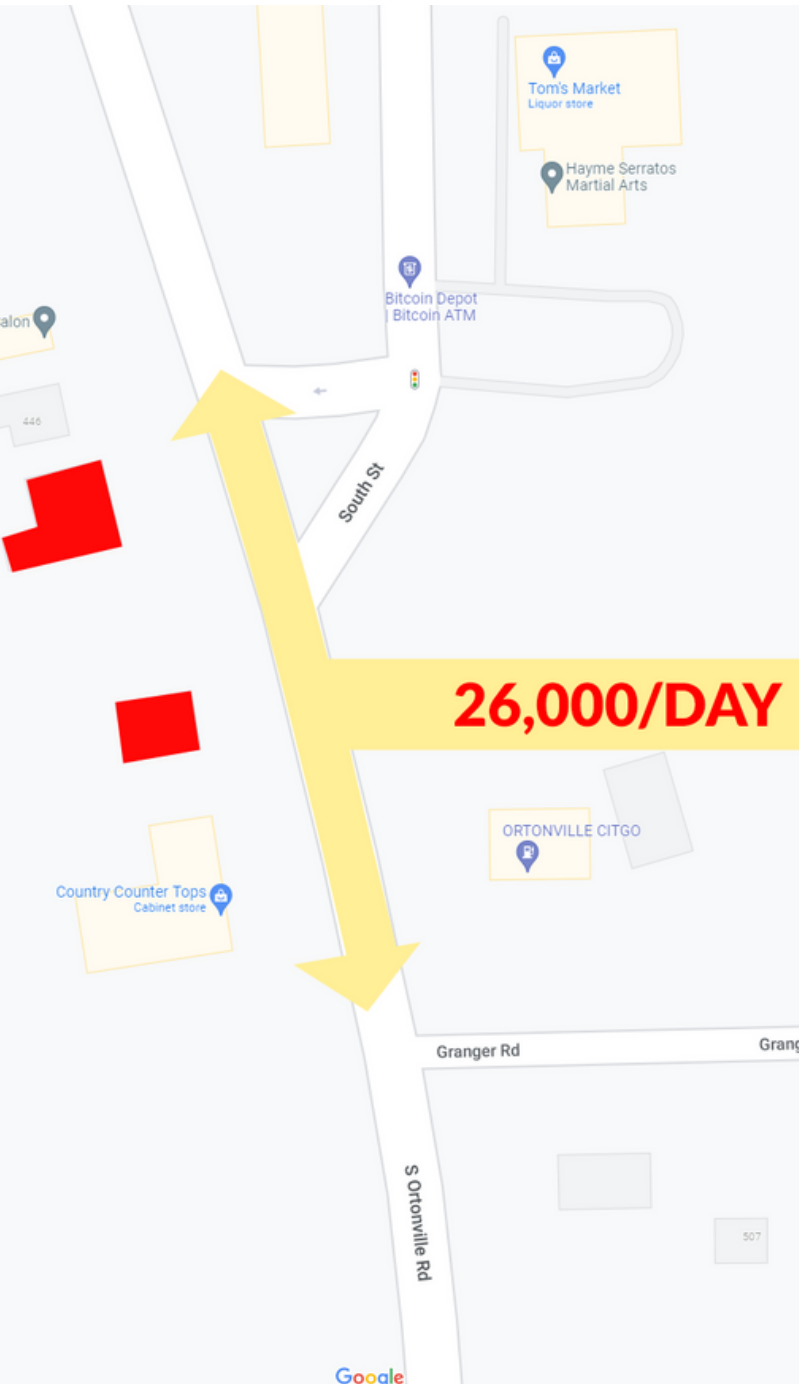 Tom's Market
Liquor store
Hayme Serratos
Martial Arts
Bitcoin Depot
| Bitcoin ATM
alon
446
South St
26,000/DAY
ORTONVILLE CITGO
Country Counter Tops
Cabinet store
Granger Rd
Grang
S Ortonville Rd
507
Google